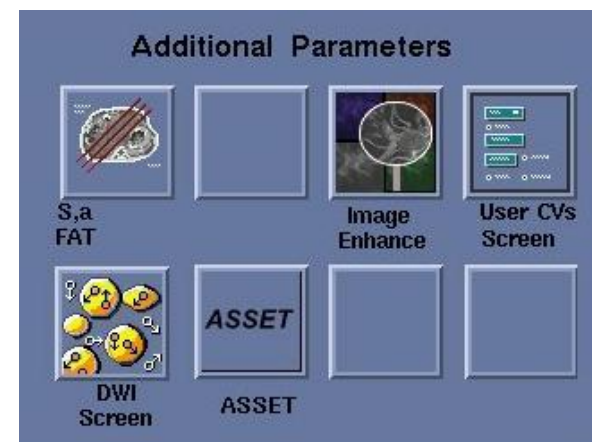 Additional Parameters
S,a
FAT
Image
Enhance
User CVs
Screen
ASSET
DWI
Screen
ASSET